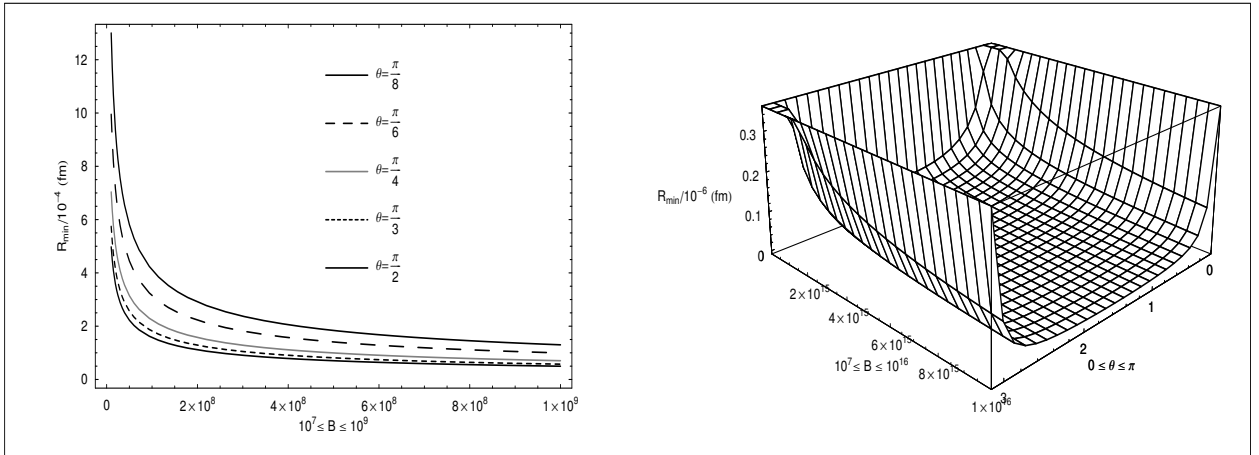 12
10
8
6
4
2
0
R_min/10^-4 (fm)
θ=π/8
θ=π/6
θ=π/4
θ=π/3
θ=π/2
0 2×10^8 4×10^8 6×10^8 8×10^8 1×10^9
10^7 ≤ B ≤ 10^9
0.3
0.2
0.1
0
R_min/10^-6 (fm)
2×10^15
4×10^15
6×10^15
8×10^15
1×10^16
10^7 ≤ B ≤ 10^16
0
1
2
3
0 ≤ θ ≤ π